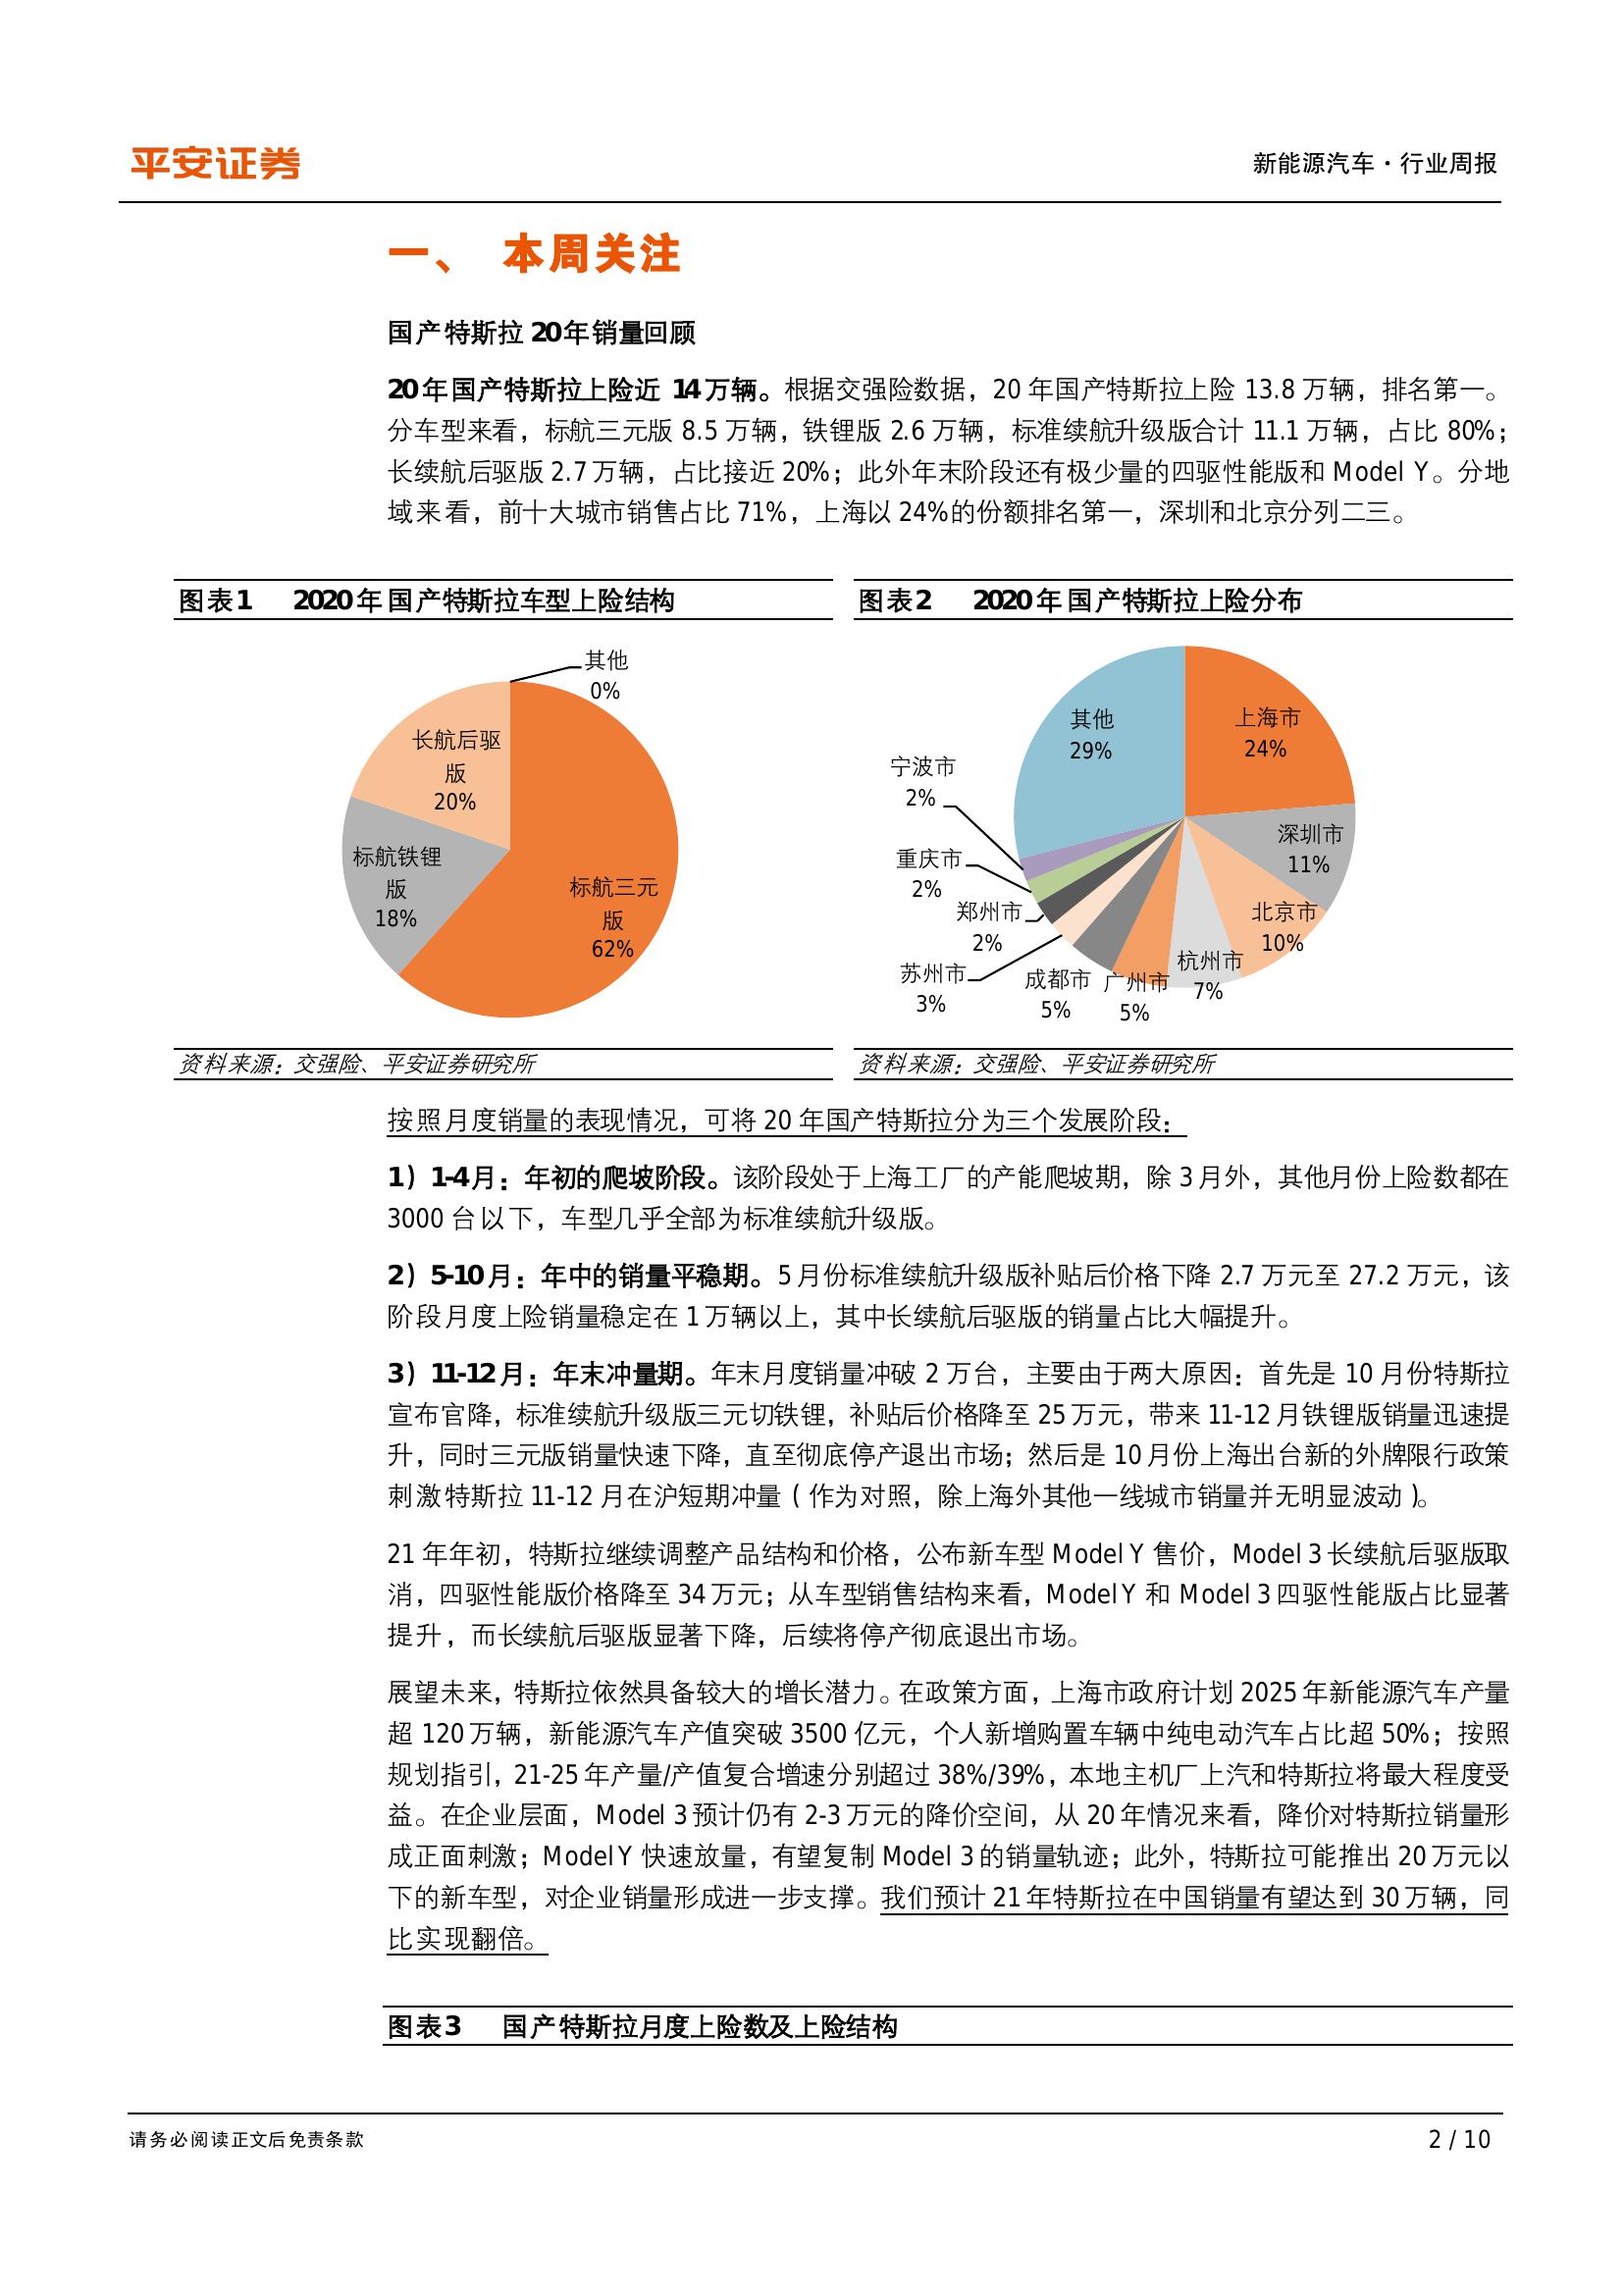 平安证券
新能源汽车·行业周报
一、 本周关注
国产特斯拉 20年销量回顾
20年国产特斯拉上险近 14万辆。根据交强险数据，20 年国产特斯拉上险 13.8 万辆，排名第一。
分车型来看，标航三元版 8.5 万辆，铁锂版 2.6 万辆，标准续航升级版合计 11.1 万辆，占比 80%；
长续航后驱版 2.7 万辆，占比接近 20%；此外年末阶段还有极少量的四驱性能版和 Model Y。分地
域来看，前十大城市销售占比 71%，上海以 24%的份额排名第一，深圳和北京分列二三。
图表1 2020年国产特斯拉车型上险结构
其他
0%
长航后驱
版
20%
标航铁锂
版
18%
标航三元
版
62%
资料来源：交强险、平安证券研究所
图表2 2020年国产特斯拉上险分布
其他
29%
上海市
24%
宁波市
2%
深圳市
11%
重庆市
2%
北京市
10%
郑州市
2%
杭州市
7%
苏州市
3%
成都市
5%
广州市
5%
资料来源：交强险、平安证券研究所
按照月度销量的表现情况，可将 20 年国产特斯拉分为三个发展阶段：
1）1-4月：年初的爬坡阶段。该阶段处于上海工厂的产能爬坡期，除 3 月外，其他月份上险数都在
3000 台以下，车型几乎全部为标准续航升级版。
2）5-10月：年中的销量平稳期。5 月份标准续航升级版补贴后价格下降 2.7 万元至 27.2 万元，该
阶段月度上险销量稳定在 1 万辆以上，其中长续航后驱版的销量占比大幅提升。
3）11-12月：年末冲量期。年末月度销量冲破 2 万台，主要由于两大原因：首先是 10 月份特斯拉
宣布官降，标准续航升级版三元切铁锂，补贴后价格降至 25 万元，带来 11-12 月铁锂版销量迅速提
升，同时三元版销量快速下降，直至彻底停产退出市场；然后是 10 月份上海出台新的外牌限行政策
刺激特斯拉 11-12 月在沪短期冲量（作为对照，除上海外其他一线城市销量并无明显波动）。
21 年年初，特斯拉继续调整产品结构和价格，公布新车型 Model Y 售价，Model 3 长续航后驱版取
消，四驱性能版价格降至 34 万元；从车型销售结构来看，Model Y 和 Model 3 四驱性能版占比显著
提升，而长续航后驱版显著下降，后续将停产彻底退出市场。
展望未来，特斯拉依然具备较大的增长潜力。在政策方面，上海市政府计划 2025 年新能源汽车产量
超 120 万辆，新能源汽车产值突破 3500 亿元，个人新增购置车辆中纯电动汽车占比超 50%；按照
规划指引，21-25 年产量/产值复合增速分别超过 38%/39%，本地主机厂上汽和特斯拉将最大程度受
益。在企业层面，Model 3 预计仍有 2-3 万元的降价空间，从 20 年情况来看，降价对特斯拉销量形
成正面刺激；Model Y 快速放量，有望复制 Model 3 的销量轨迹；此外，特斯拉可能推出 20 万元以
下的新车型，对企业销量形成进一步支撑。我们预计 21 年特斯拉在中国销量有望达到 30 万辆，同
比实现翻倍。
图表3 国产特斯拉月度上险数及上险结构
请务必阅读正文后免责条款
2 / 10